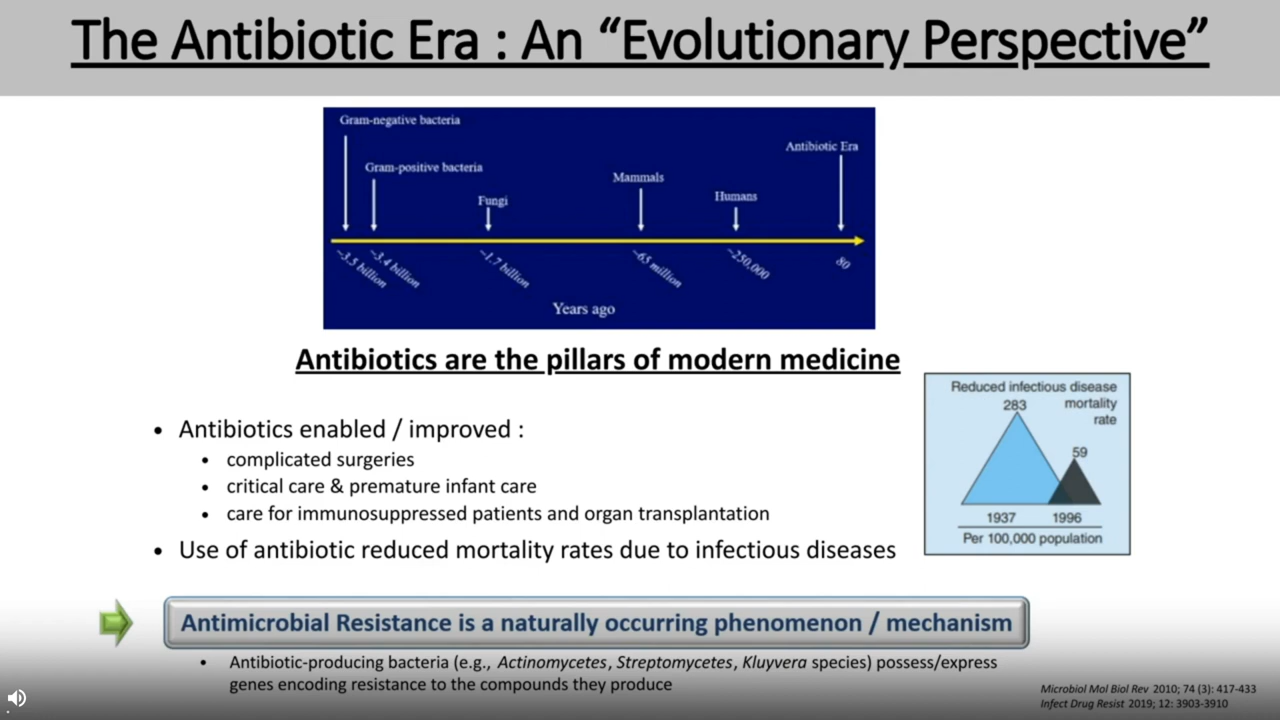 The Antibiotic Era : An “Evolutionary Perspective”
Gram-negative bacteria
Gram-positive bacteria
Fungi
Mammals
Humans
Antibiotic Era
~3.5 billion
~3.4 billion
~1.7 billion
~65 million
~250,000
80
Years ago
Antibiotics are the pillars of modern medicine
• Antibiotics enabled / improved :
• complicated surgeries
• critical care & premature infant care
• care for immunosuppressed patients and organ transplantation
• Use of antibiotic reduced mortality rates due to infectious diseases
Reduced infectious disease
283 mortality
rate
59
1937 1996
Per 100,000 population
Antimicrobial Resistance is a naturally occurring phenomenon / mechanism
• Antibiotic-producing bacteria (e.g., Actinomycetes, Streptomycetes, Kluyvera species) possess/express
genes encoding resistance to the compounds they produce
Microbiol Mol Biol Rev 2010; 74 (3): 417-433
Infect Drug Resist 2019; 12: 3903-3910